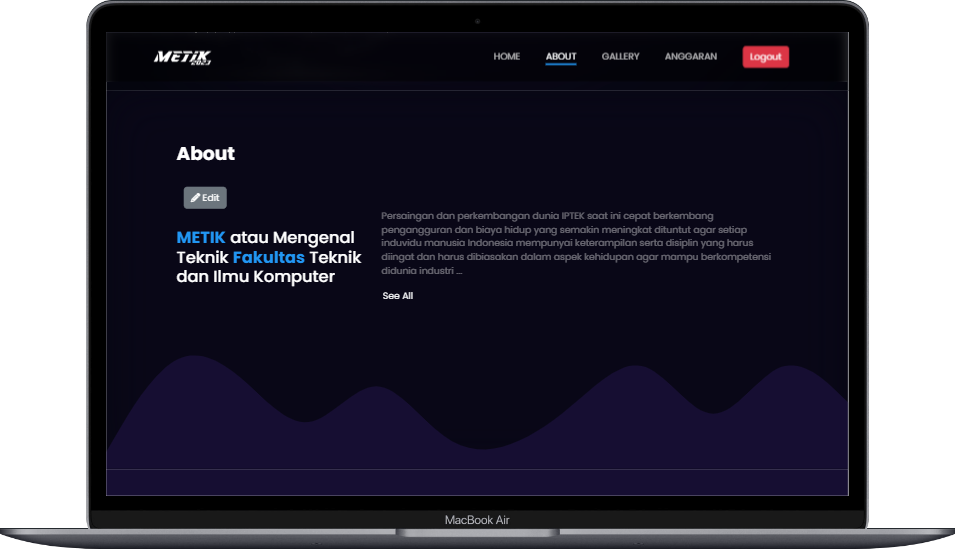 METIK
2023
HOME
ABOUT
GALLERY
ANGGARAN
Logout
About
Edit
METIK atau Mengenal
Teknik Fakultas Teknik
dan Ilmu Komputer
Persaingan dan perkembangan dunia IPTEK saat ini cepat berkembang
pengangguran dan biaya hidup yang semakin meningkat dituntut agar setiap
induvidu manusia Indonesia mempunyai keterampilan serta disiplin yang harus
diingat dan harus dibiasakan dalam aspek kehidupan agar mampu berkompetensi
didunia industri ...
See All
MacBook Air